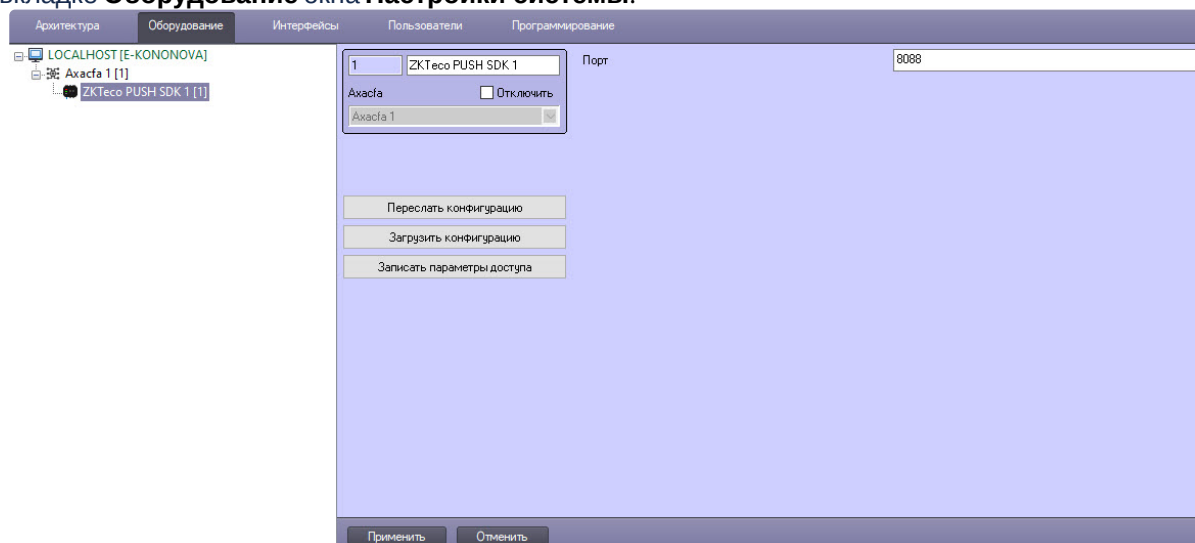 вкладке Оборудование окна Настройки системы.
Архитектура Оборудование Интерфейсы Пользователи Программирование
LOCALHOST [E-KONONOVA]
Axacfa 1 [1]
ZKTeco PUSH SDK 1 [1]
1 ZKTeco PUSH SDK 1
Axacfa Отключить
Axacfa 1
Порт 8088
Переслать конфигурацию
Загрузить конфигурацию
Записать параметры доступа
Применить Отменить